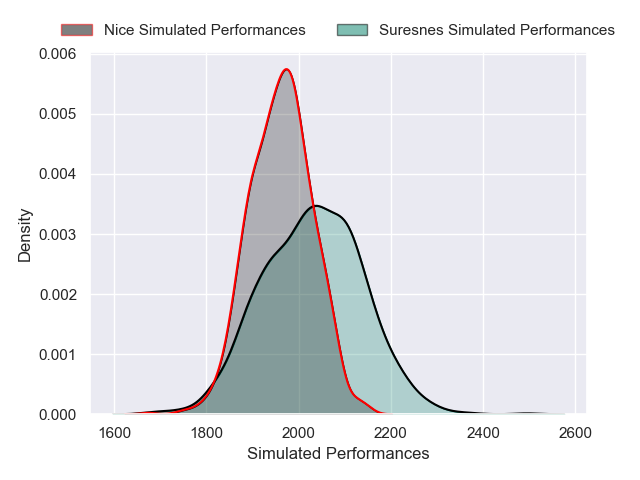 Nice Simulated Performances Suresnes Simulated Performances
0.006
0.005
0.004
0.003
0.002
0.001
0.000
Density
1600 1800 2000 2200 2400 2600
Simulated Performances